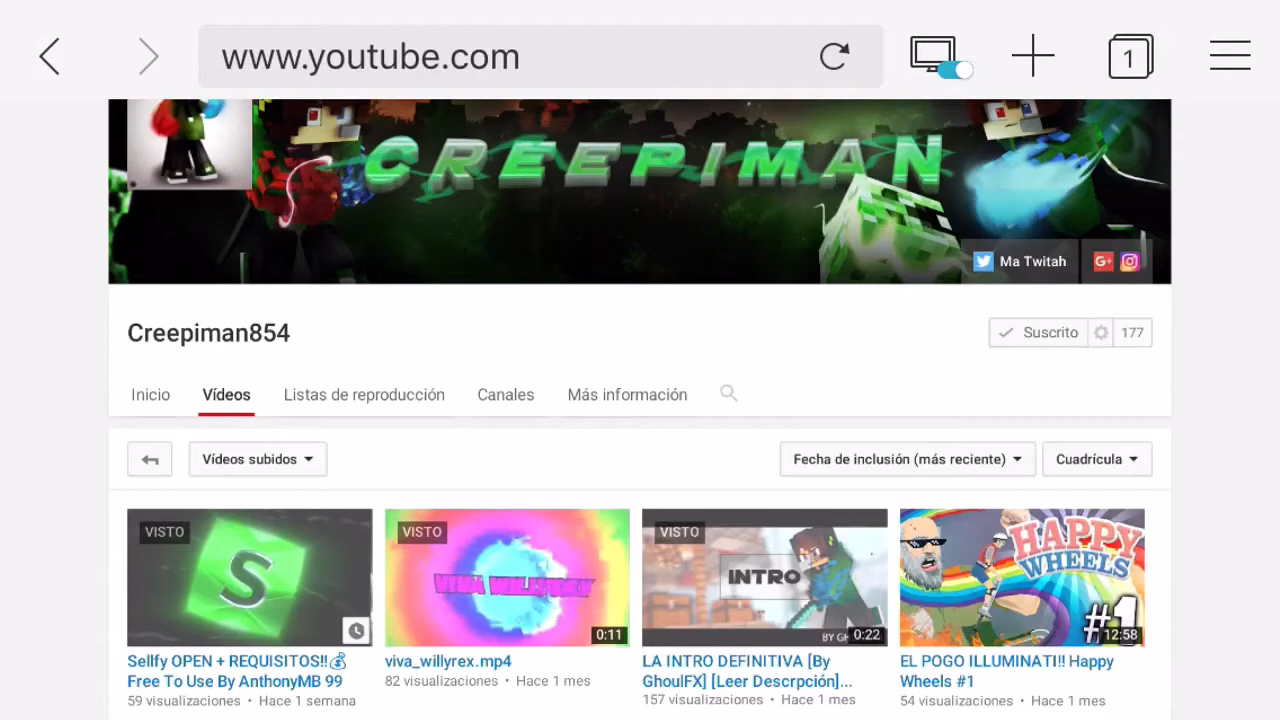 www.youtube.com
1
CREEPIMAN
Ma Twitah
G+
Creepiman854
Suscrito
177
Inicio
Vídeos
Listas de reproducción
Canales
Más información
Vídeos subidos
Fecha de inclusión (más reciente)
Cuadrícula
VISTO
S
VISTO
VIVA WILLYREX
0:11
VISTO
INTRO
BY GH
0:22
HAPPY
WHEELS
#1
12:58
Sellfy OPEN + REQUISITOS!!💰
Free To Use By AnthonyMB 99
59 visualizaciones • Hace 1 semana
viva_willyrex.mp4
82 visualizaciones • Hace 1 mes
LA INTRO DEFINITIVA [By
GhoulFX] [Leer Descrpción]...
157 visualizaciones • Hace 1 mes
EL POGO ILLUMINATI!! Happy
Wheels #1
54 visualizaciones • Hace 1 mes